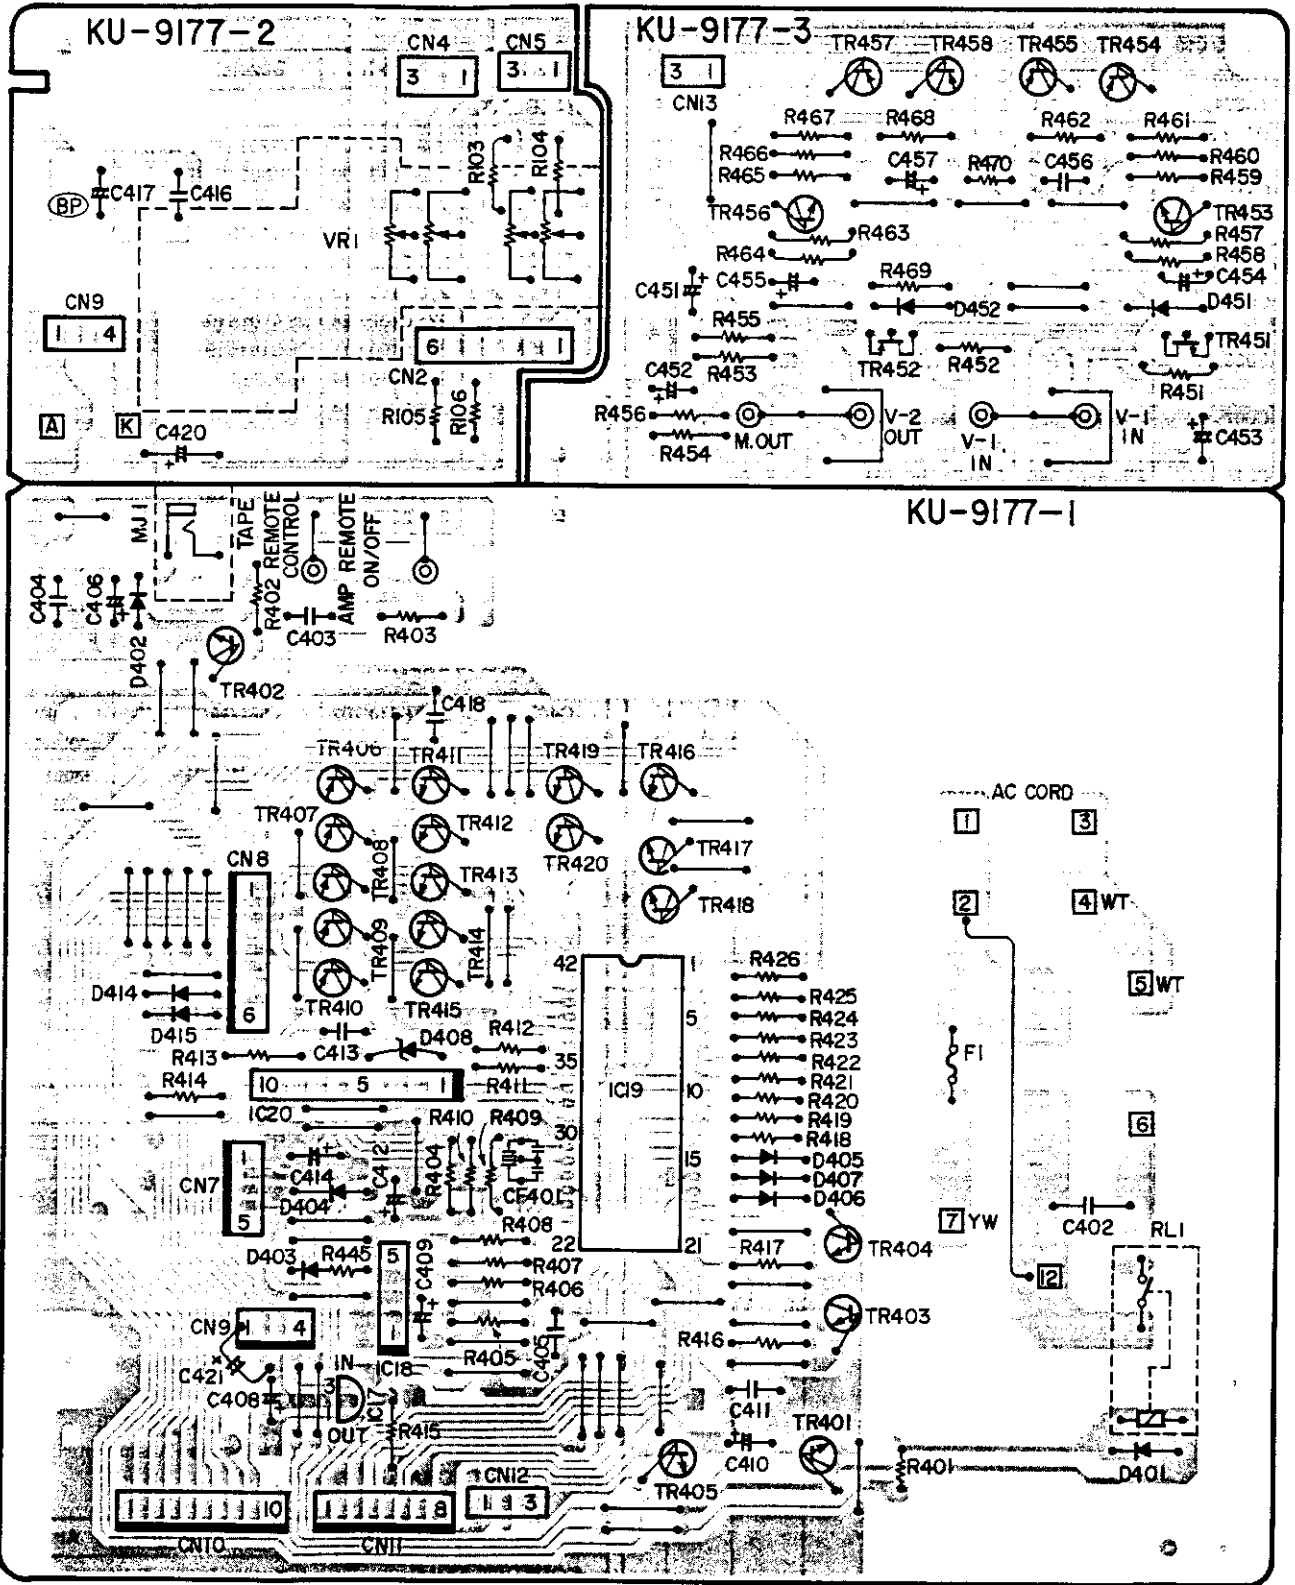 KU-9177-2
CN4
CN5
3 1
3 1
R103
R104
BP
C417
C416
VR1
CN9
1 4
6 1
CN2
R105
R106
A
K
C420
KU-9177-3
TR457
TR458
TR455
TR454
3 1
CN13
R467
R468
R462
R461
R466
C457
R470
C456
R460
R465
R459
TR456
TR453
R463
R457
R464
R458
C451
C455
R469
C454
D452
D451
R455
R453
TR452
R452
TR451
C452
R451
R456
R454
M.OUT
V-2
OUT
V-1
IN
V-1
IN
C453
KU-9177-1
MJ1
TAPE
REMOTE
CONTROL
AMP REMOTE
ON/OFF
C404
C406
D402
R402
C403
R403
TR402
C418
TR406
TR411
TR419
TR416
TR407
TR412
TR420
TR417
CN8
1
6
TR408
TR413
TR418
TR409
TR414
TR410
TR415
D414
D415
C413
D408
R412
R411
R413
R414
10 5 1
IC20
42
35
30
22
IC19
1
5
10
15
21
R426
R425
R424
R423
R422
R421
R420
R419
R418
D405
D407
D406
AC CORD
1
3
2
4 WT
5 WT
F1
6
7 YW
C402
RL1
12
CN7
1
5
C414
D404
C412
R404
R410
R409
CF401
R408
R407
R406
D403
R445
5
1
C409
IC18
R405
C405
R417
TR404
TR403
R416
CN9
1 4
C421
C408
IN
3
1
OUT
IC17
R415
C411
C410
TR401
TR405
R401
D401
CN12
1 3
1 10
CN10
1 8
CN11